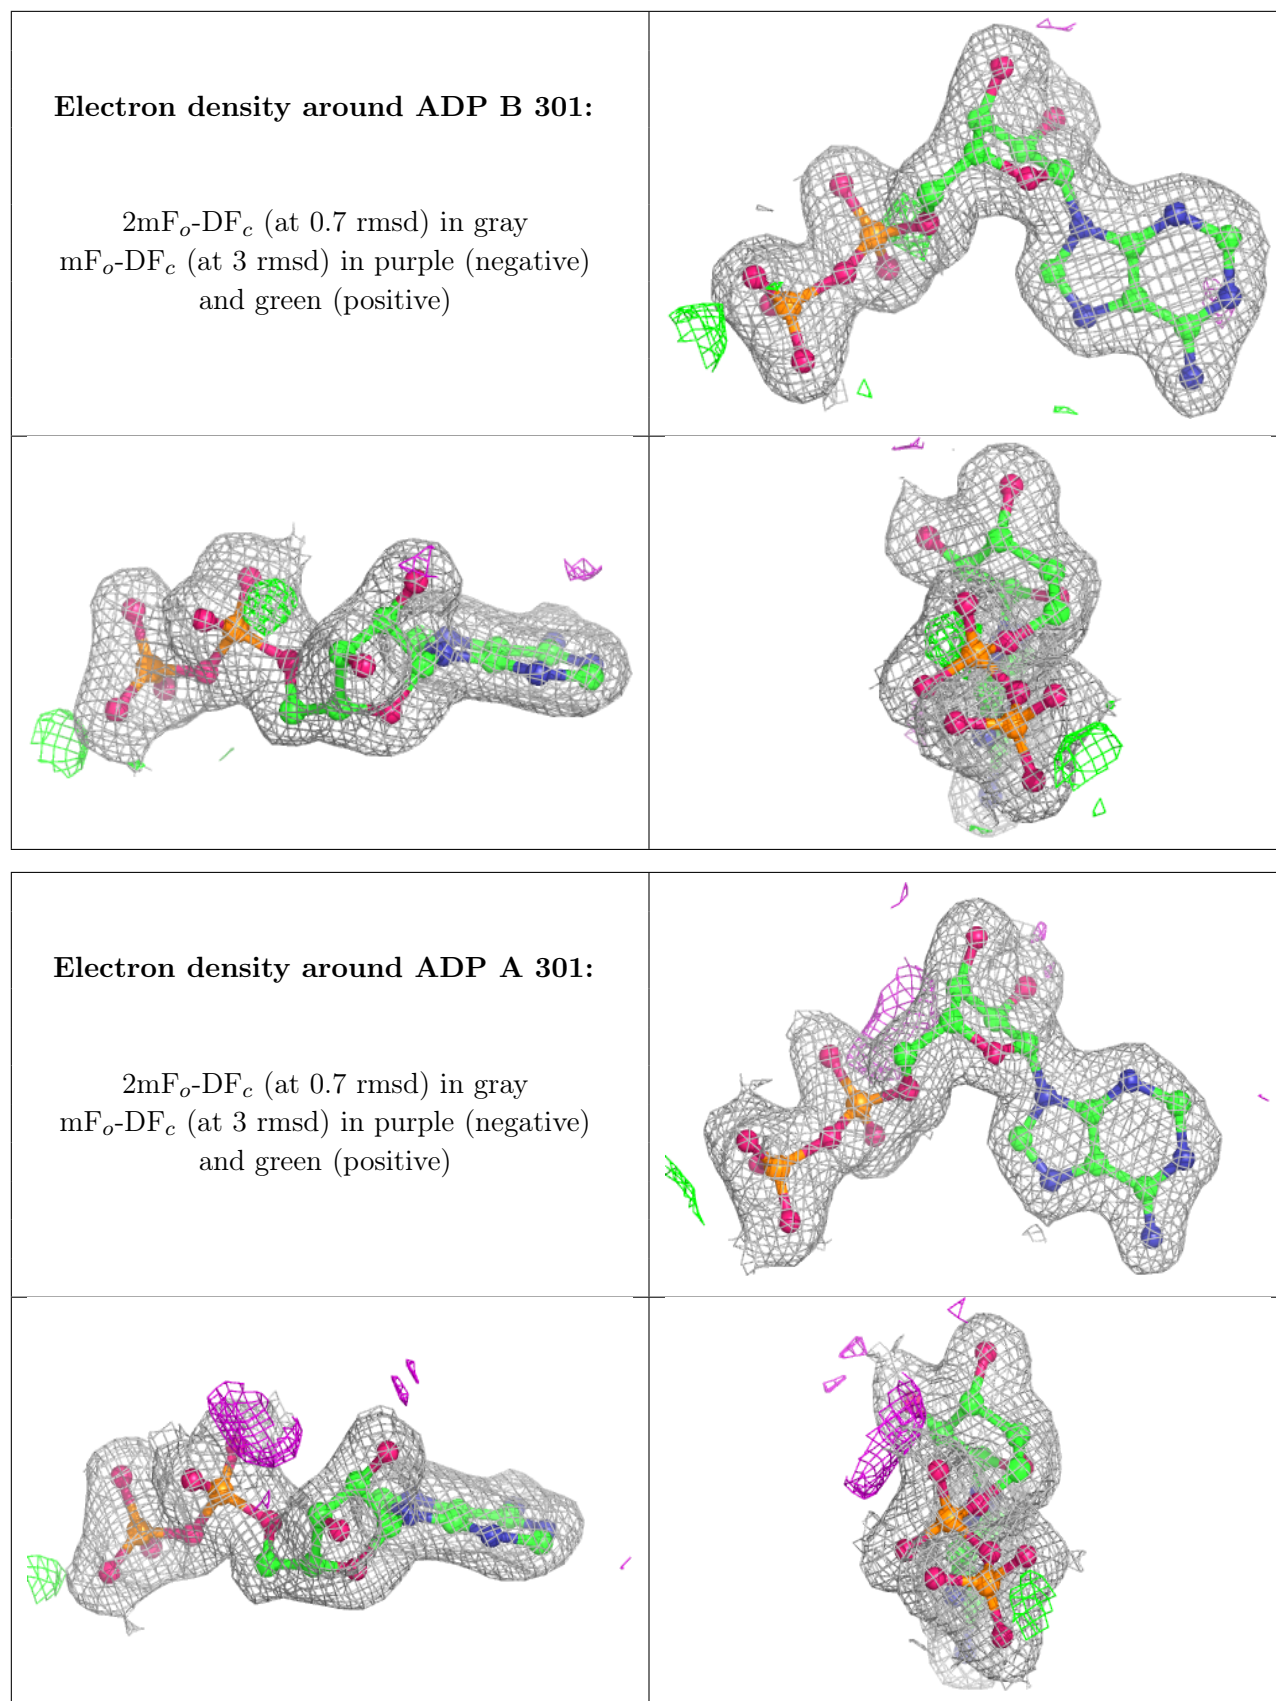 Electron density around ADP B 301:
2mFo-DFc (at 0.7 rmsd) in gray
mFo-DFc (at 3 rmsd) in purple (negative)
and green (positive)
Electron density around ADP A 301:
2mFo-DFc (at 0.7 rmsd) in gray
mFo-DFc (at 3 rmsd) in purple (negative)
and green (positive)